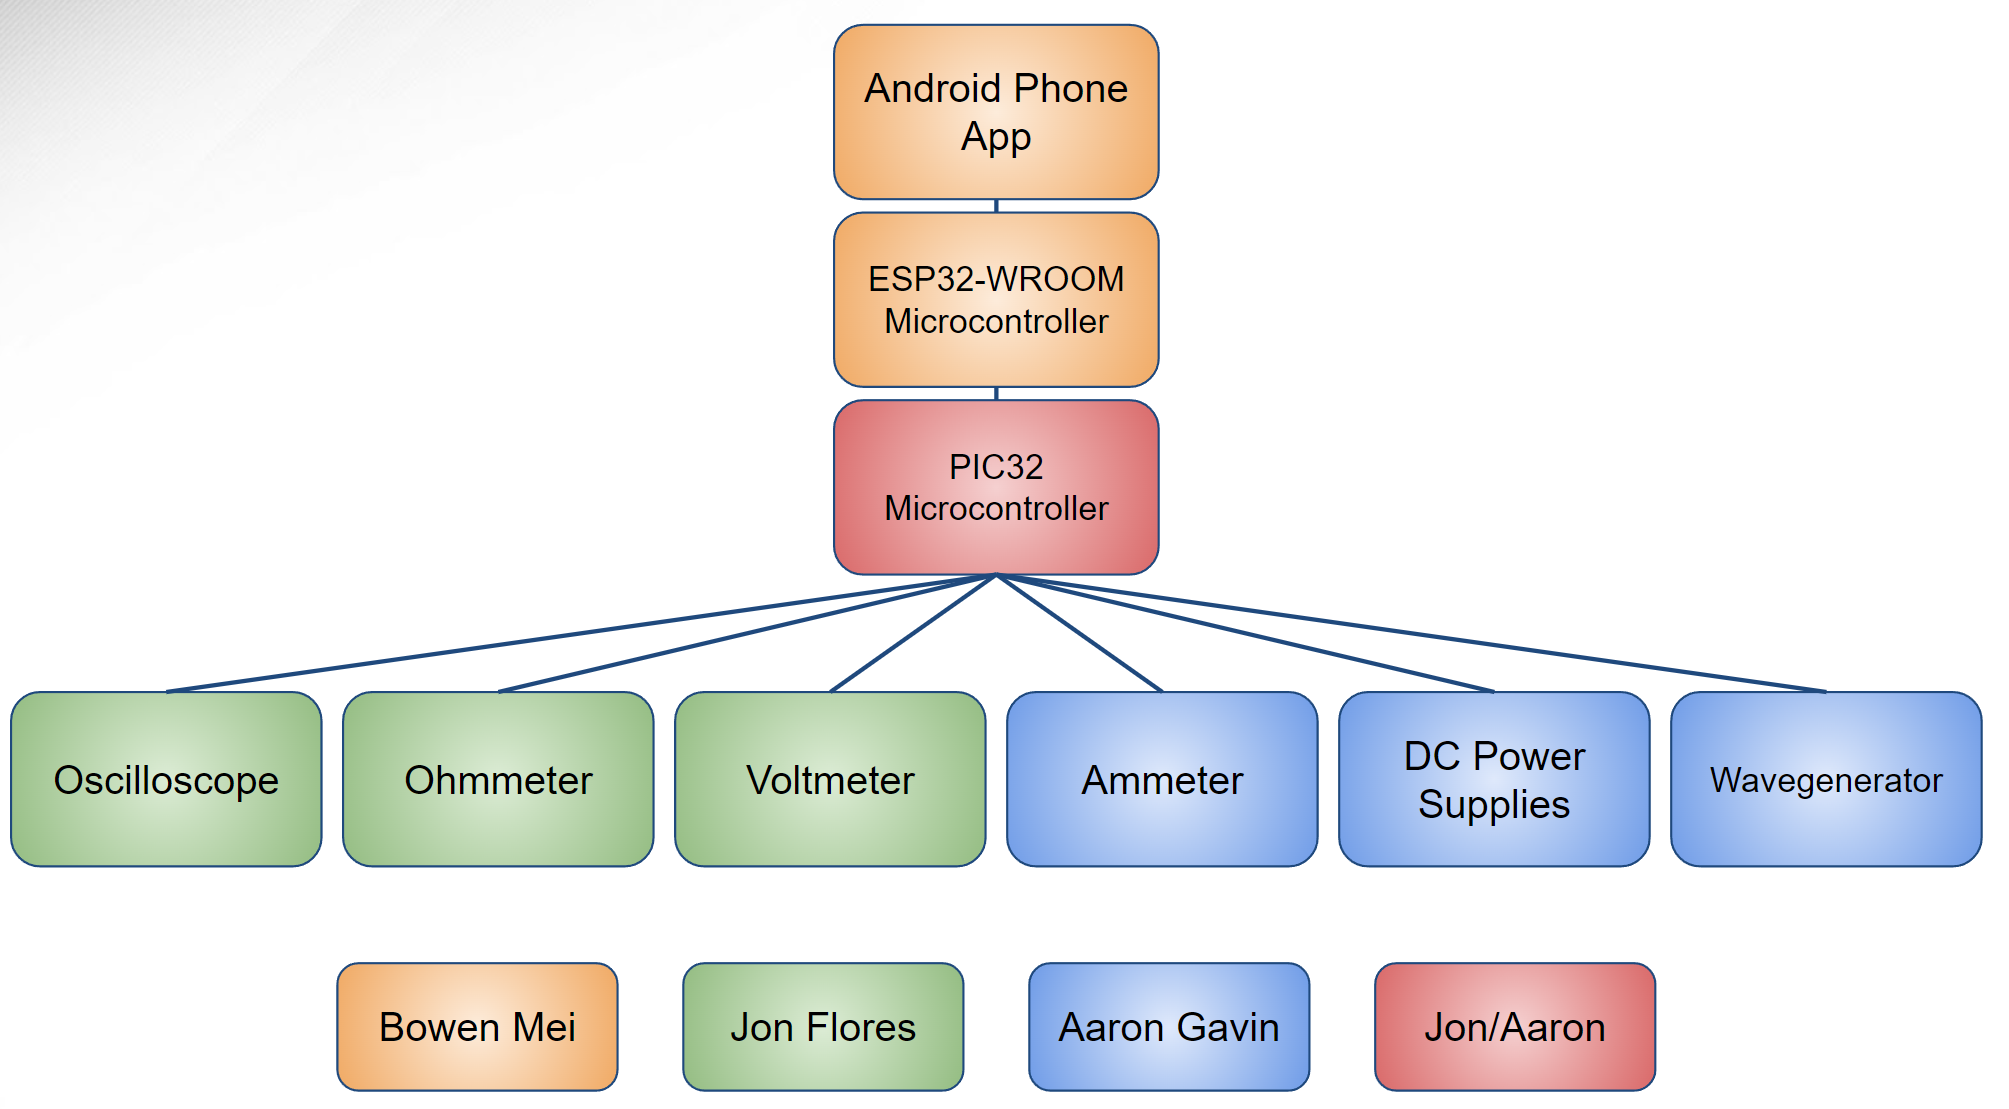 Android Phone
App
ESP32-WROOM
Microcontroller
PIC32
Microcontroller
Oscilloscope
Ohmmeter
Voltmeter
Ammeter
DC Power
Supplies
Wavegenerator
Bowen Mei
Jon Flores
Aaron Gavin
Jon/Aaron